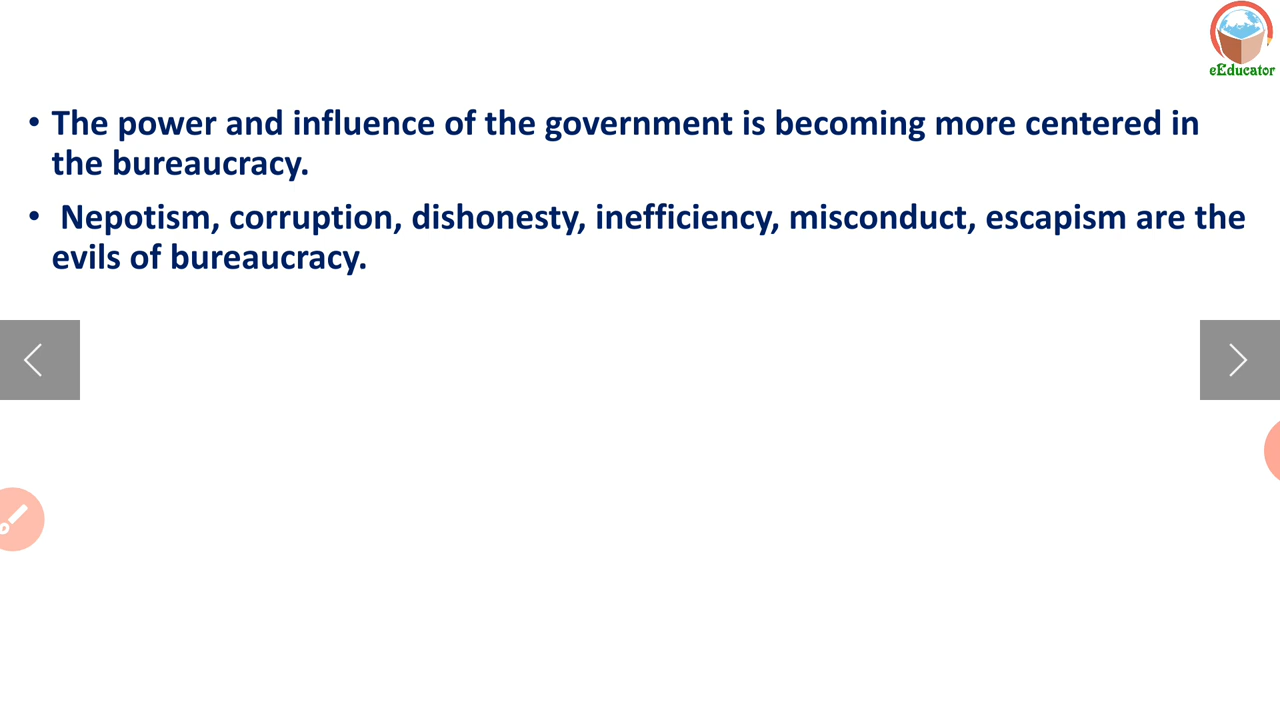 eEducator
• The power and influence of the government is becoming more centered in
the bureaucracy.
• Nepotism, corruption, dishonesty, inefficiency, misconduct, escapism are the
evils of bureaucracy.